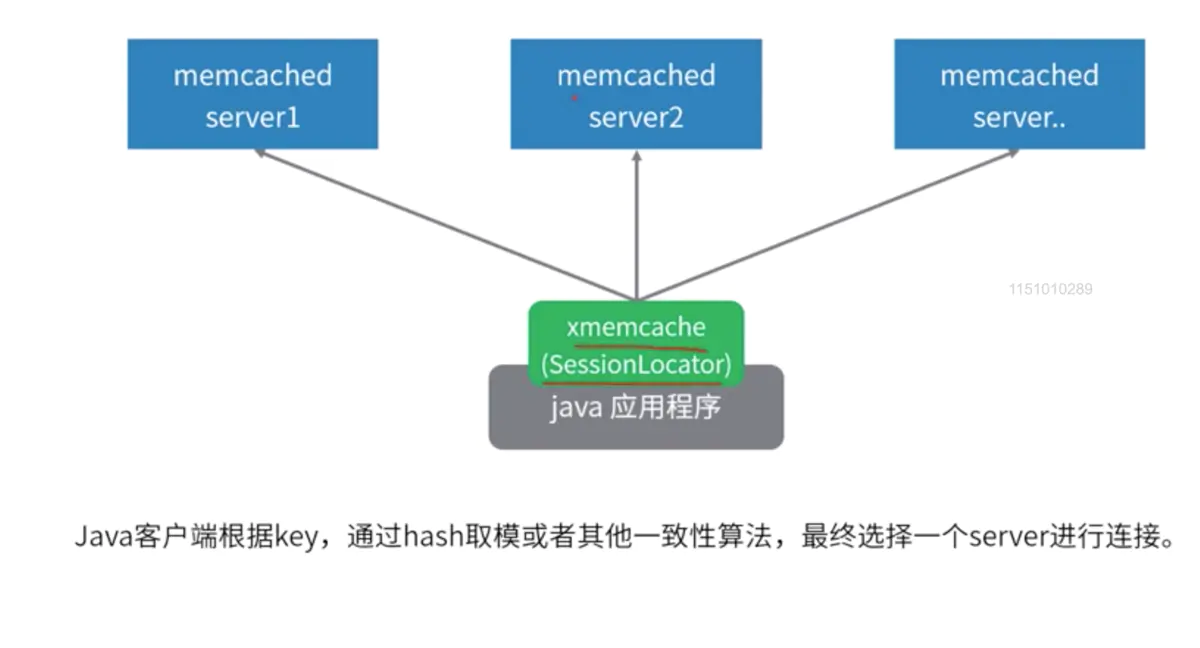 memcached
server1
memcached
server2
memcached
server..
1151010289
xmemcache
(SessionLocator)
java 应用程序
Java客户端根据key，通过hash取模或者其他一致性算法，最终选择一个server进行连接。